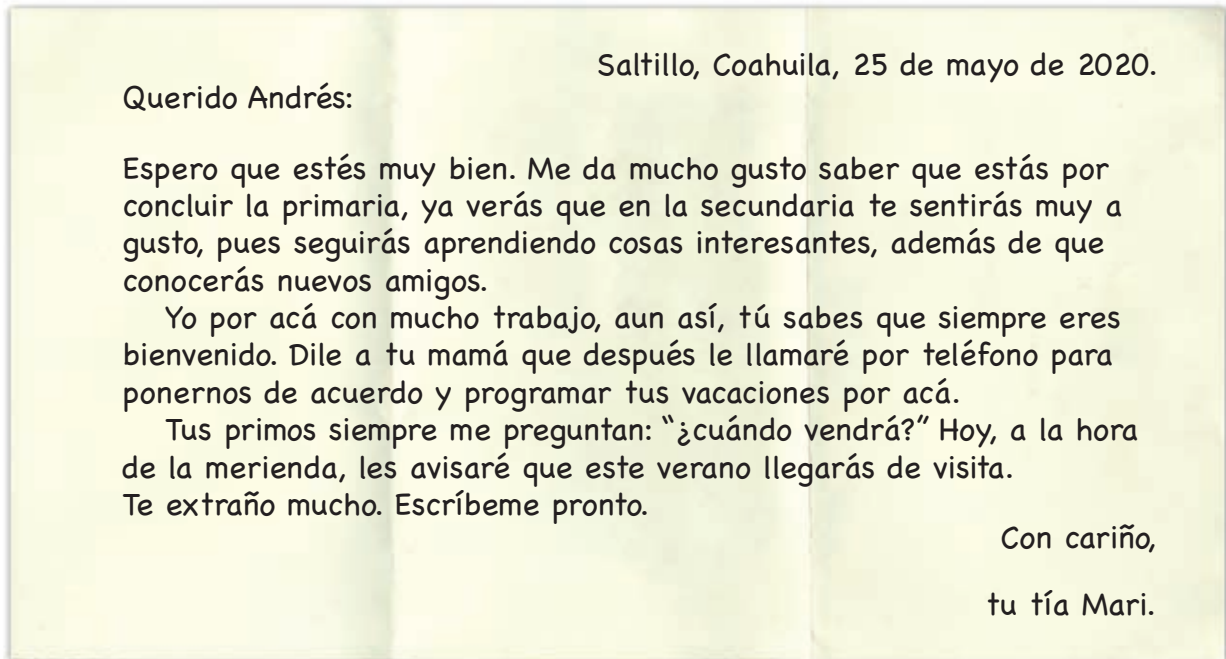 Saltillo, Coahuila, 25 de mayo de 2020.
Querido Andrés:
Espero que estés muy bien. Me da mucho gusto saber que estás por
concluir la primaria, ya verás que en la secundaria te sentirás muy a
gusto, pues seguirás aprendiendo cosas interesantes, además de que
conocerás nuevos amigos.
Yo por acá con mucho trabajo, aun así, tú sabes que siempre eres
bienvenido. Dile a tu mamá que después le llamaré por teléfono para
ponernos de acuerdo y programar tus vacaciones por acá.
Tus primos siempre me preguntan: “¿cuándo vendrá?” Hoy, a la hora
de la merienda, les avisaré que este verano llegarás de visita.
Te extraño mucho. Escríbeme pronto.
Con cariño,
tu tía Mari.